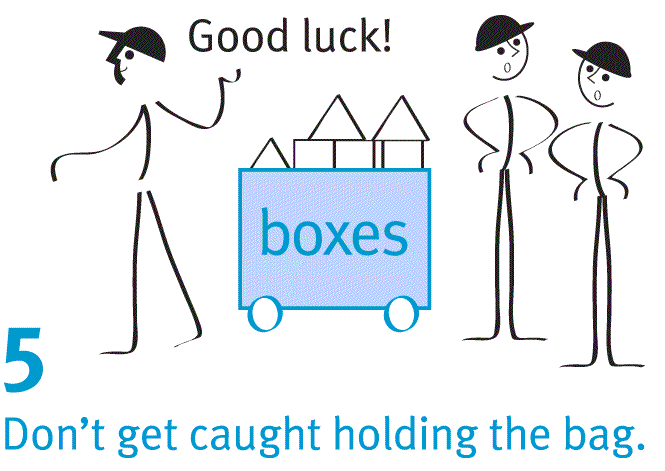 Good luck!
boxes
5
Don't get caught holding the bag.